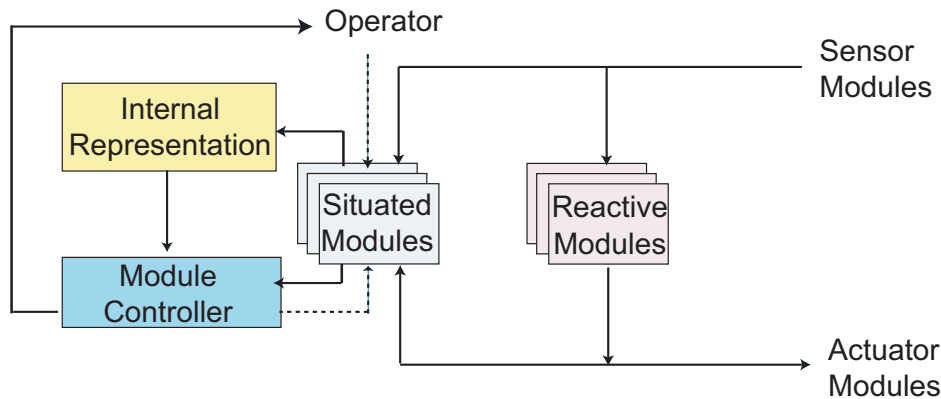 Operator
Sensor
Modules
Internal
Representation
Situated
Modules
Reactive
Modules
Module
Controller
Actuator
Modules